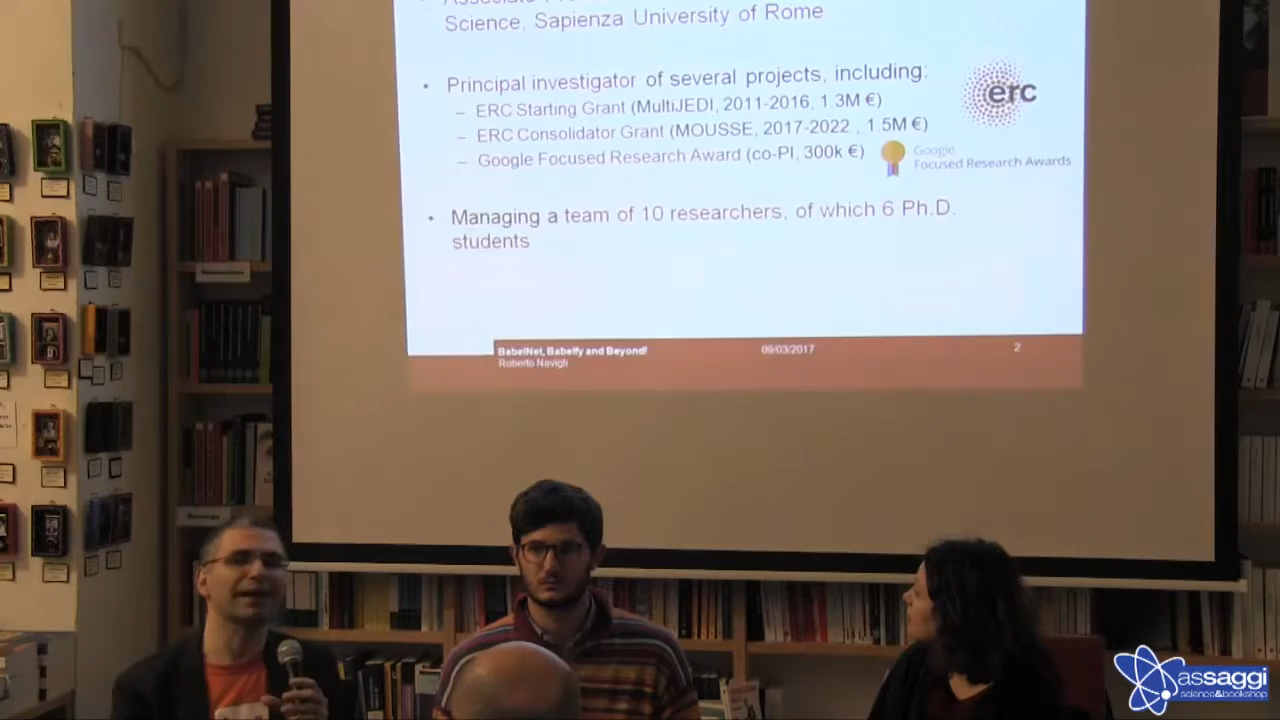 Science, Sapienza University of Rome
• Principal investigator of several projects, including:
– ERC Starting Grant (MultiJEDI, 2011-2016, 1.3M €)
– ERC Consolidator Grant (MOUSSE, 2017-2022 , 1.5M €)
– Google Focused Research Award (co-PI, 300k €)
erc
Google
Focused Research Awards
• Managing a team of 10 researchers, of which 6 Ph.D.
students
BabelNet, Babelfy and Beyond!
Roberto Navigli
09/03/2017
2
assaggi
science&bookshop